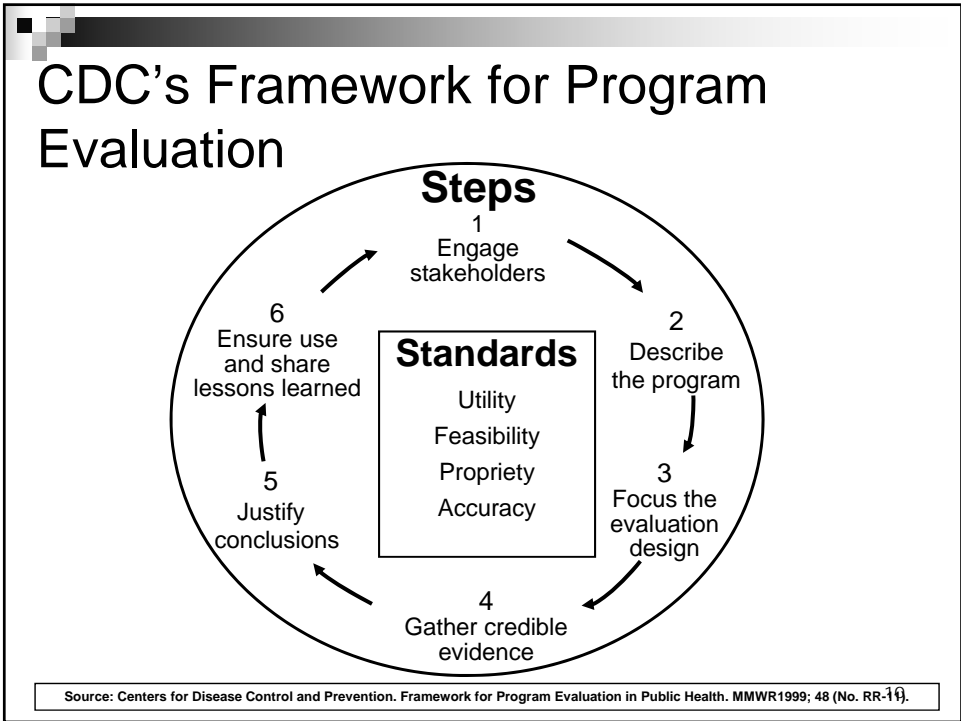 CDC's Framework for Program
Evaluation
Steps
1
Engage
stakeholders
2
Describe
the program
3
Focus the
evaluation
design
4
Gather credible
evidence
5
Justify
conclusions
6
Ensure use
and share
lessons learned
Standards
Utility
Feasibility
Propriety
Accuracy
Source: Centers for Disease Control and Prevention. Framework for Program Evaluation in Public Health. MMWR1999; 48 (No. RR-11).
10